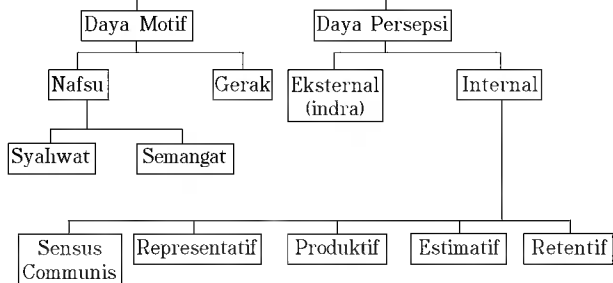 Daya Motif
Daya Persepsi
Nafsu
Gerak
Eksternal
(indra)
Internal
Syahwat
Semangat
Sensus
Communis
Representatif
Produktif
Estimatif
Retentif